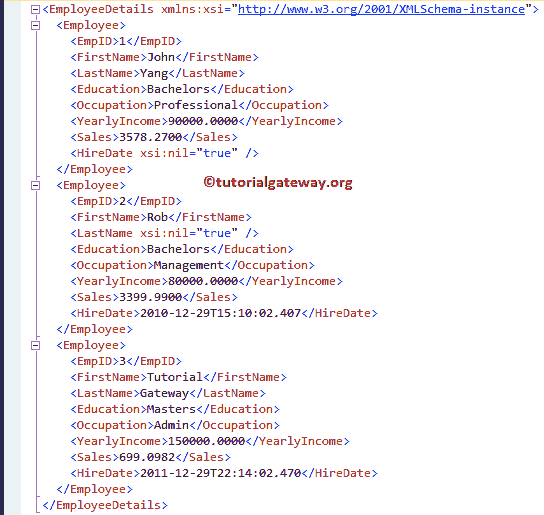 <EmployeeDetails xmlns:xsi="http://www.w3.org/2001/XMLSchema-instance">
<Employee>
<EmpID>1</EmpID>
<FirstName>John</FirstName>
<LastName>Yang</LastName>
<Education>Bachelors</Education>
<Occupation>Professional</Occupation>
<YearlyIncome>90000.0000</YearlyIncome>
<Sales>3578.2700</Sales>
<HireDate xsi:nil="true" />
</Employee>
<Employee>
©tutorialgateway.org
<EmpID>2</EmpID>
<FirstName>Rob</FirstName>
<LastName xsi:nil="true" />
<Education>Bachelors</Education>
<Occupation>Management</Occupation>
<YearlyIncome>80000.0000</YearlyIncome>
<Sales>3399.9900</Sales>
<HireDate>2010-12-29T15:10:02.407</HireDate>
</Employee>
<Employee>
<EmpID>3</EmpID>
<FirstName>Tutorial</FirstName>
<LastName>Gateway</LastName>
<Education>Masters</Education>
<Occupation>Admin</Occupation>
<YearlyIncome>150000.0000</YearlyIncome>
<Sales>699.0982</Sales>
<HireDate>2011-12-29T22:14:02.470</HireDate>
</Employee>
</EmployeeDetails>